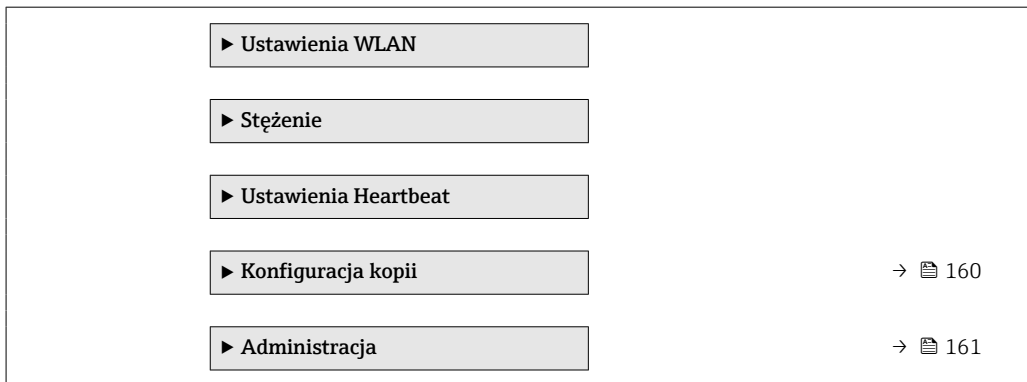 ▶ Ustawienia WLAN
▶ Stężenie
▶ Ustawienia Heartbeat
▶ Konfiguracja kopii → 160
▶ Administracja → 161